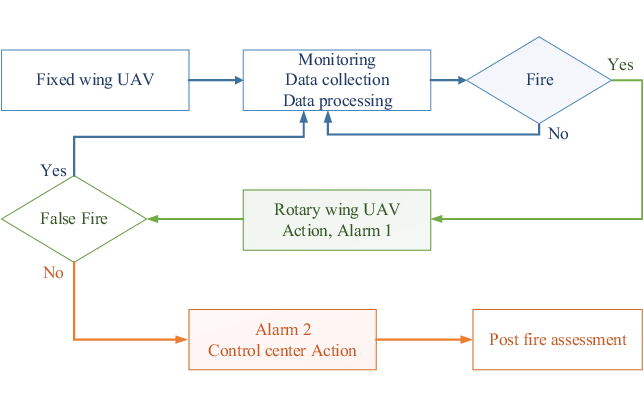 Fixed wing UAV
Monitoring
Data collection
Data processing
Fire
Yes
No
Yes
False Fire
Rotary wing UAV
Action, Alarm 1
No
Alarm 2
Control center Action
Post fire assessment